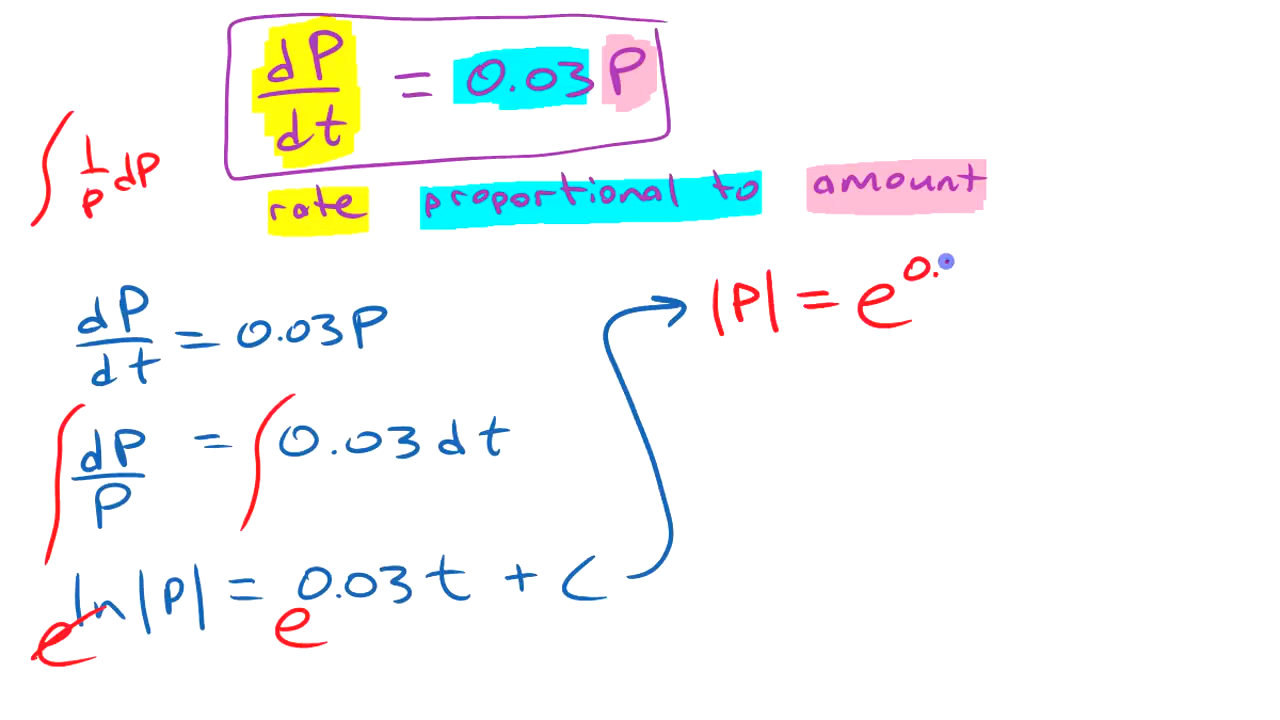 dP/dt = 0.03P
∫ 1/P dP
rate proportional to amount
dP/dt = 0.03P
∫ dP/P = ∫ 0.03 dt
ln|P| = 0.03t + C
e e
|P| = e^0.